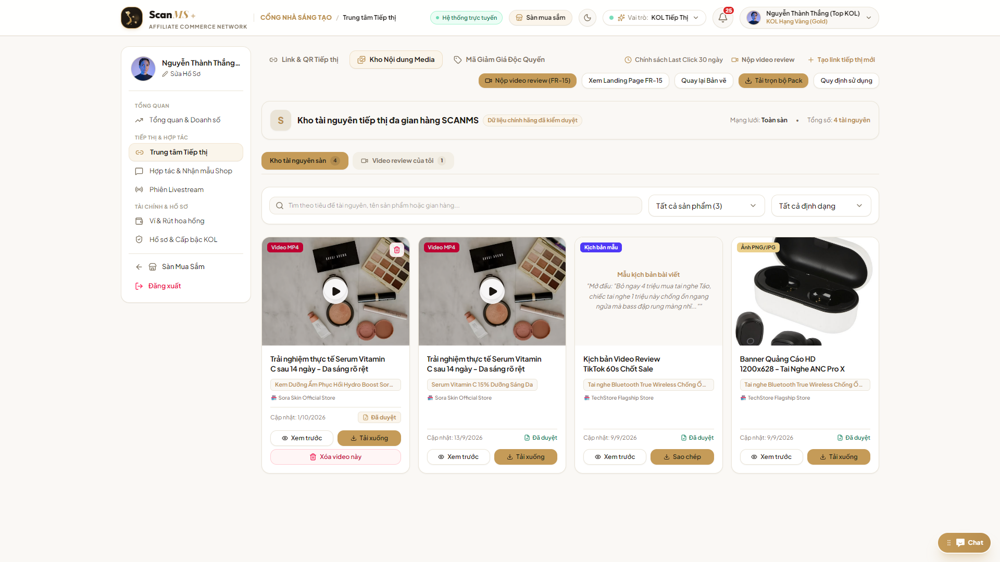 ScanMS
AFFILIATE COMMERCE NETWORK
CỔNG NHÀ SÁNG TẠO / Trung tâm Tiếp thị
Hệ thống trực tuyến
Sàn mua sắm
Vai trò: KOL Tiếp Thị
25
Nguyễn Thành Thắng (Top KOL)
KOL Hạng Vàng (Gold)
Nguyễn Thành Thắng...
Sửa Hồ Sơ
TỔNG QUAN
Tổng quan & Doanh số
TIẾP THỊ & HỢP TÁC
Trung tâm Tiếp thị
Hợp tác & Nhận mẫu Shop
Phiên Livestream
TÀI CHÍNH & HỒ SƠ
Ví & Rút hoa hồng
Hồ sơ & Cấp bậc KOL
Sàn Mua Sắm
Đăng xuất
Link & QR Tiếp thị
Kho Nội dung Media
Mã Giảm Giá Độc Quyền
Chính sách Last Click 30 ngày
Nộp video review
Tạo link tiếp thị mới
Nộp video review (FR-15)
Xem Landing Page FR-15
Quay lại Bản vẽ
Tải trọn bộ Pack
Quy định sử dụng
S
Kho tài nguyên tiếp thị đa gian hàng SCANMS
Dữ liệu chính hãng đã kiểm duyệt
Mạng lưới: Toàn sàn • Tổng số: 4 tài nguyên
Kho tài nguyên sàn 4
Video review của tôi 1
Tìm theo tiêu đề tài nguyên, tên sản phẩm hoặc gian hàng...
Tất cả sản phẩm (3)
Tất cả định dạng
Video MP4
BOBBI BROWN
Trải nghiệm thực tế Serum Vitamin
C sau 14 ngày - Da sáng rõ rệt
Kem Dưỡng Ẩm Phục Hồi Hydro Boost Sor...
Sora Skin Official Store
Cập nhật: 1/10/2026
Đã duyệt
Xem trước
Tải xuống
Xóa video này
Video MP4
BOBBI BROWN
Trải nghiệm thực tế Serum Vitamin
C sau 14 ngày - Da sáng rõ rệt
Serum Vitamin C 15% Dưỡng Sáng Da
Sora Skin Official Store
Cập nhật: 13/9/2026
Đã duyệt
Xem trước
Tải xuống
Kịch bản mẫu
Mẫu kịch bản bài viết
"Mở đầu: "Bỏ ngay 4 triệu mua tai nghe Táo,
chiếc tai nghe 1 triệu này chống ồn ngang
ngửa mà bass đập rung màng nhĩ...""
Kịch bản Video Review
TikTok 60s Chốt Sale
Tai nghe Bluetooth True Wireless Chống Ồ...
TechStore Flagship Store
Cập nhật: 9/9/2026
Đã duyệt
Xem trước
Sao chép
Ảnh PNG/JPG
Banner Quảng Cáo HD
1200x628 - Tai Nghe ANC Pro X
Tai nghe Bluetooth True Wireless Chống Ồ...
TechStore Flagship Store
Cập nhật: 9/9/2026
Đã duyệt
Xem trước
Tải xuống
Chat